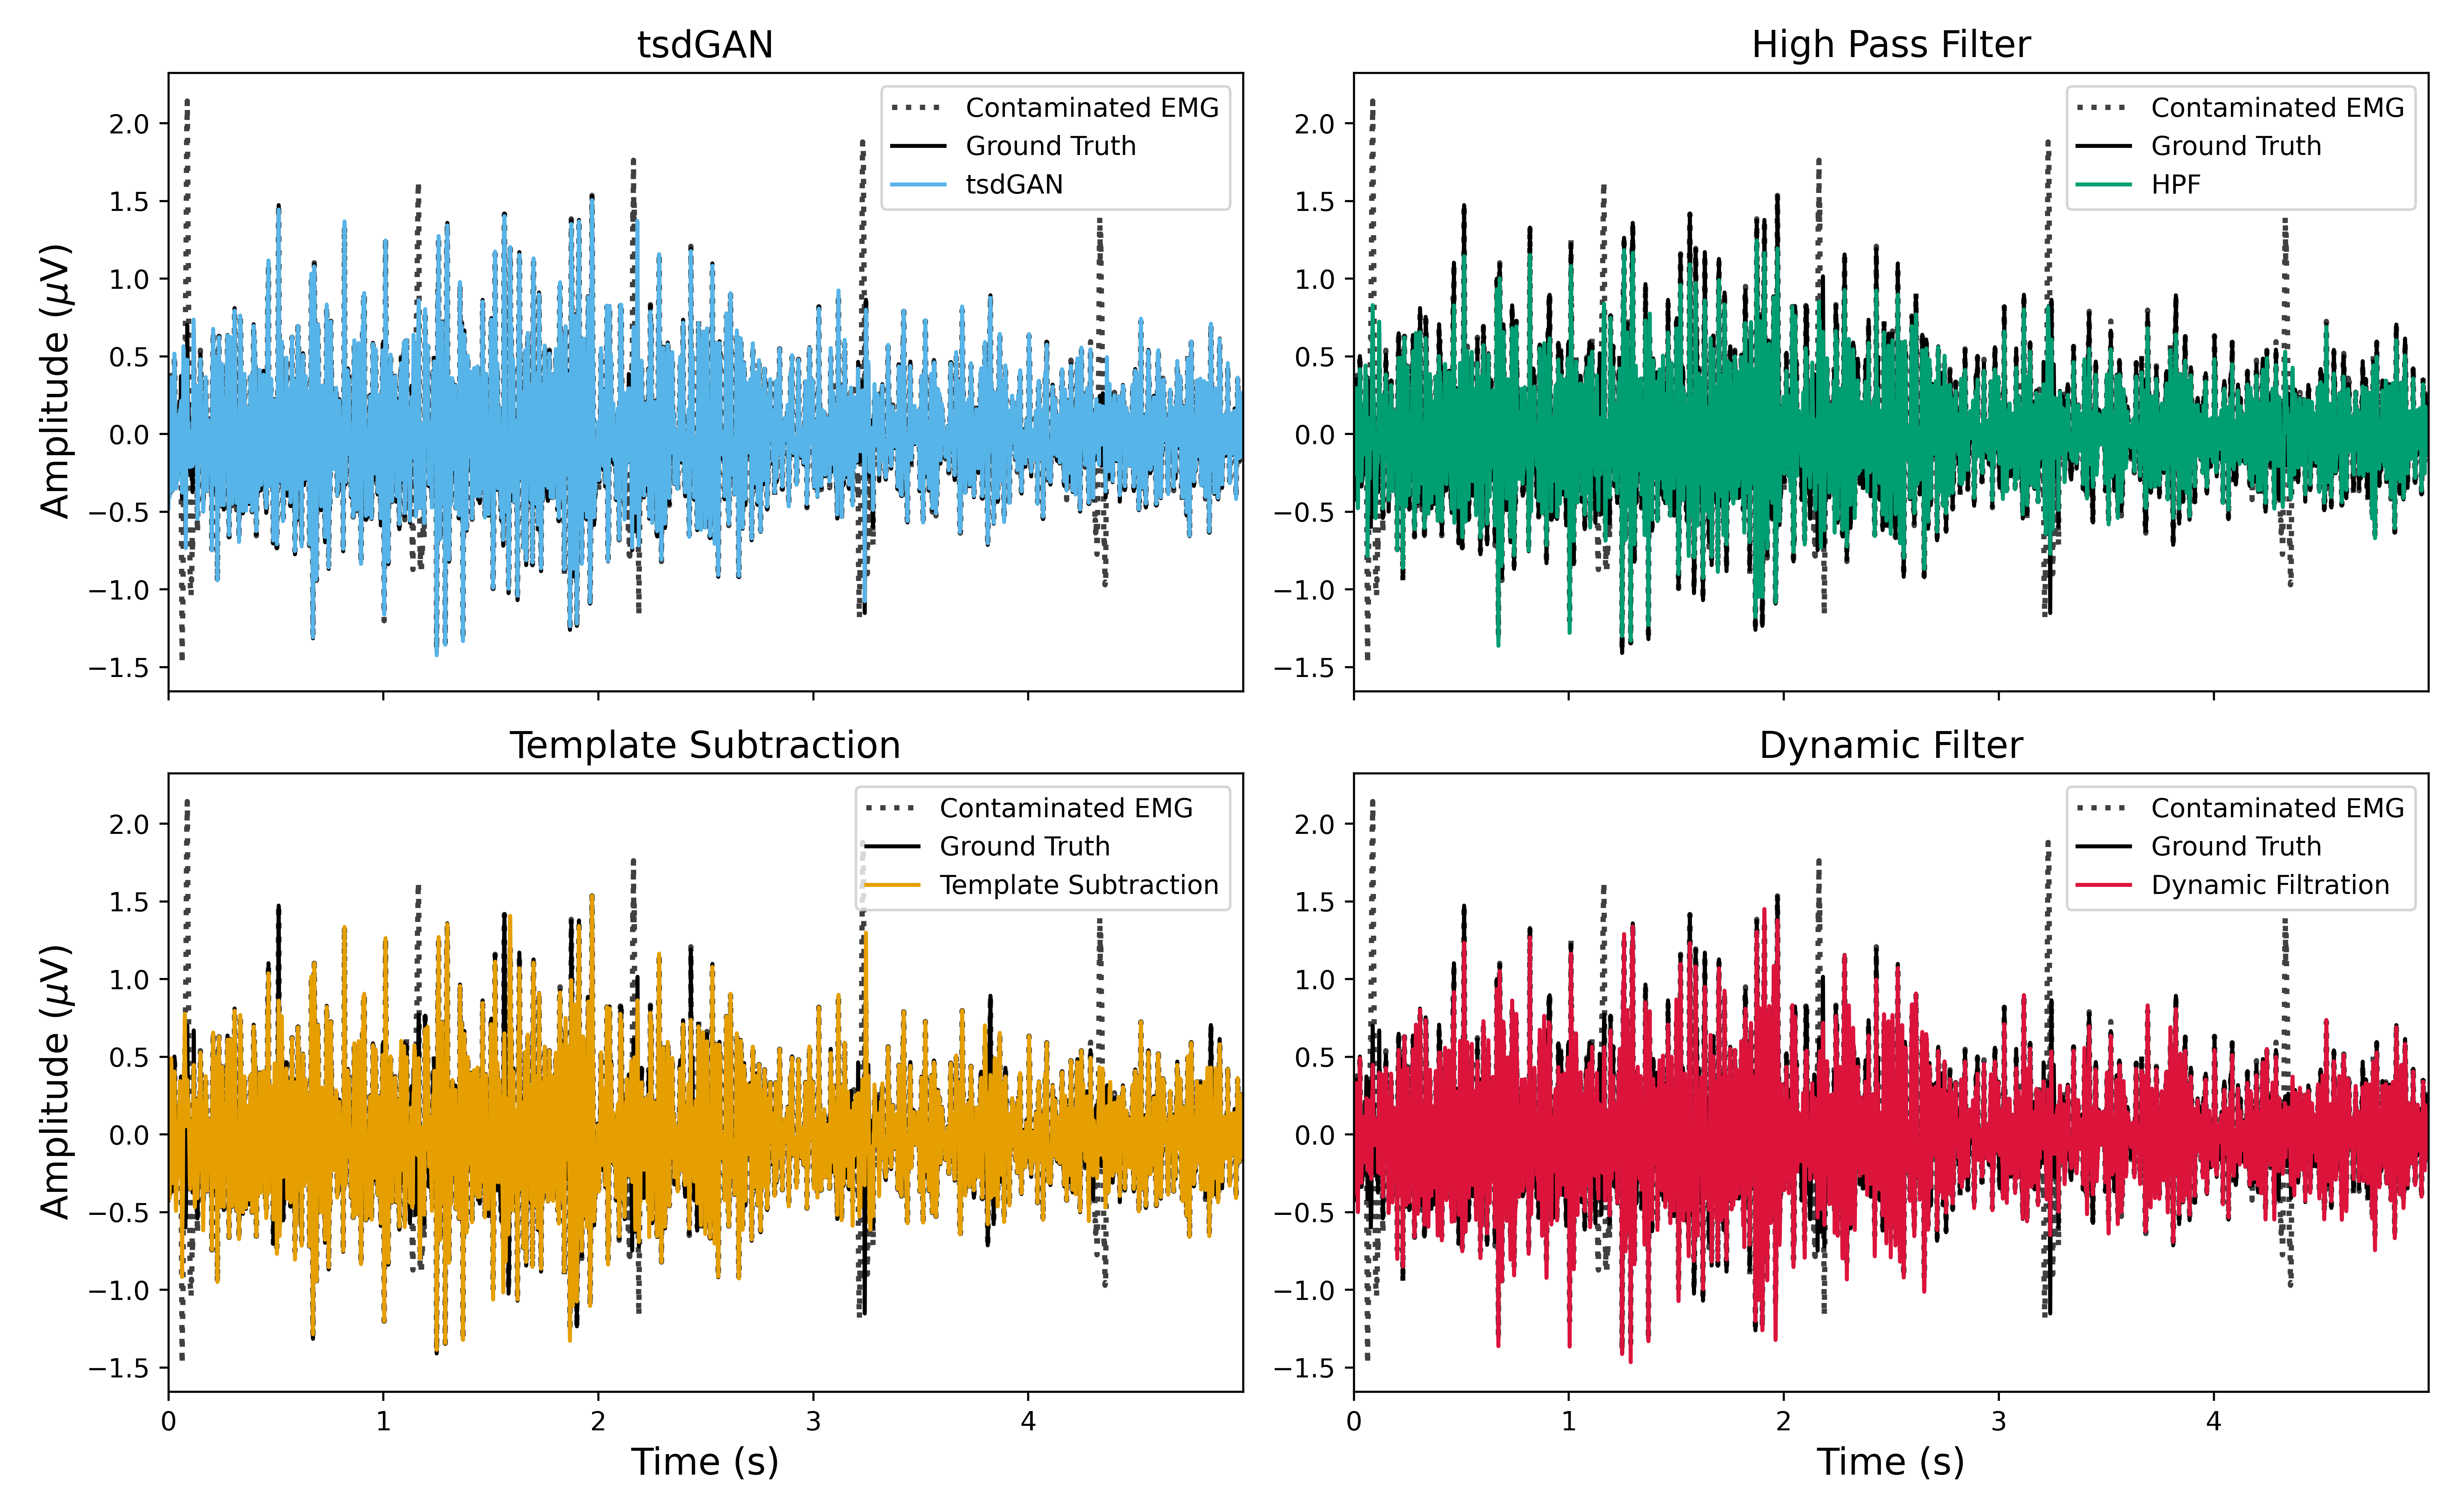 tsdGAN
Contaminated EMG
Ground Truth
tsdGAN
2.0
1.5
1.0
0.5
0.0
−0.5
−1.0
−1.5
Amplitude (μV)
High Pass Filter
Contaminated EMG
Ground Truth
HPF
2.0
1.5
1.0
0.5
0.0
−0.5
−1.0
−1.5
Template Subtraction
Contaminated EMG
Ground Truth
Template Subtraction
2.0
1.5
1.0
0.5
0.0
−0.5
−1.0
−1.5
Amplitude (μV)
0 1 2 3 4
Time (s)
Dynamic Filter
Contaminated EMG
Ground Truth
Dynamic Filtration
2.0
1.5
1.0
0.5
0.0
−0.5
−1.0
−1.5
0 1 2 3 4
Time (s)